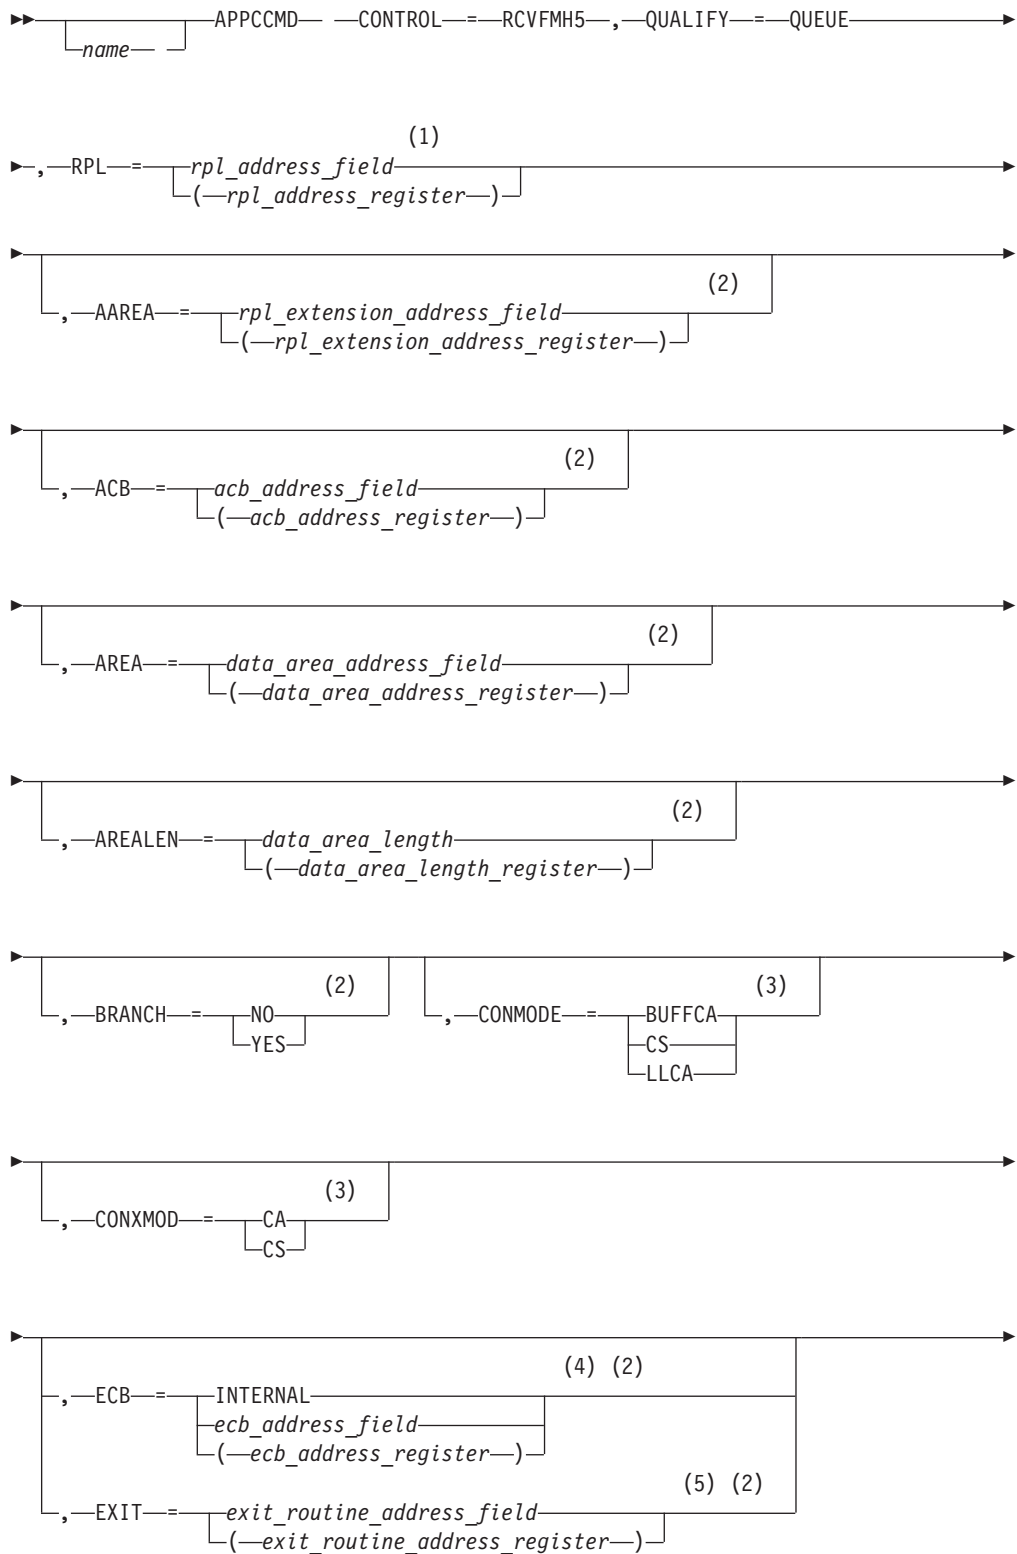 APPCCMD CONTROL = RCVFMH5 , QUALIFY = QUEUE
name
(1)
, RPL = rpl_address_field
( rpl_address_register )
(2)
, AAREA = rpl_extension_address_field
( rpl_extension_address_register )
(2)
, ACB = acb_address_field
( acb_address_register )
(2)
, AREA = data_area_address_field
( data_area_address_register )
(2)
, AREALEN = data_area_length
( data_area_length_register )
(2) (3)
, BRANCH = NO , CONMODE = BUFFCA
YES CS
LLCA
(3)
, CONXMOD = CA
CS
(4) (2)
, ECB = INTERNAL
ecb_address_field
( ecb_address_register )
(5) (2)
, EXIT = exit_routine_address_field
( exit_routine_address_register )